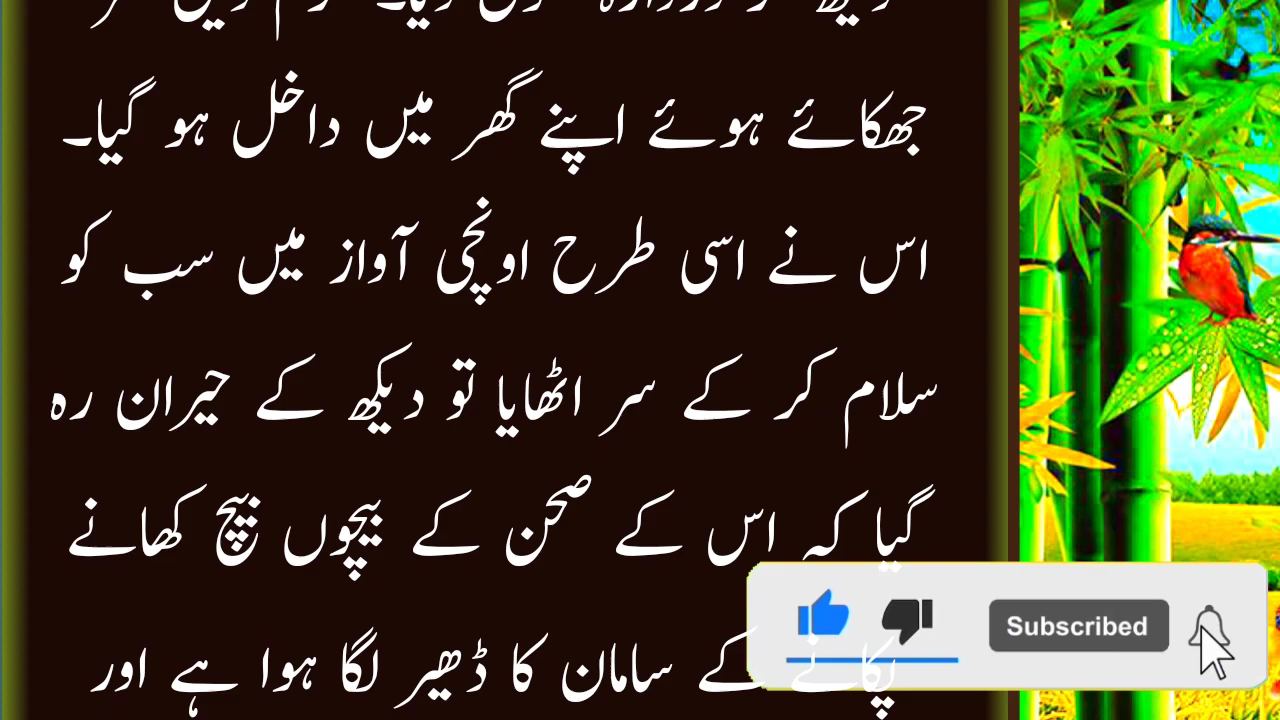 جھکائے ہوئے اپنے گھر میں داخل ہو گیا۔
اس نے اسی طرح اونچی آواز میں سب کو
سلام کر کے سر اٹھایا تو دیکھ کے حیران رہ
گیا کہ اس کے صحن کے بیچوں بیچ کھانے
پکانے کے سامان کا ڈھیر لگا ہوا ہے اور
Subscribed